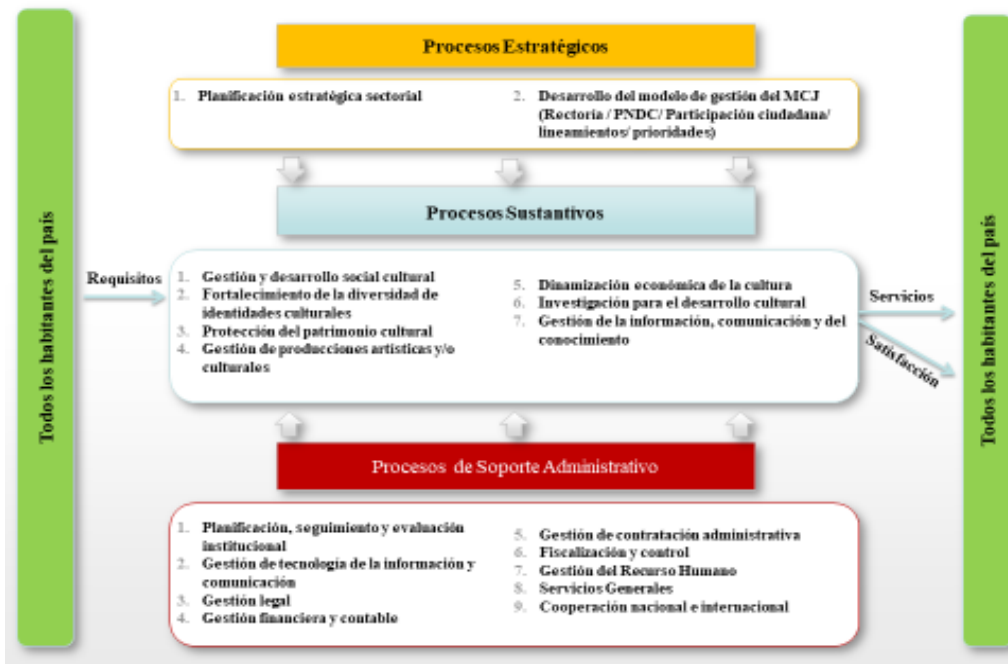 Todos los habitantes del país
Procesos Estratégicos
1. Planificación estratégica sectorial
2. Desarrollo del modelo de gestión del MCJ
(Rectoría / PNDC/ Participación ciudadana/
lineamientos/ prioridades)
Procesos Sustantivos
Requisitos
1. Gestión y desarrollo social cultural
2. Fortalecimiento de la diversidad de
identidades culturales
3. Protección del patrimonio cultural
4. Gestión de producciones artísticas y/o
culturales
5. Dinamización económica de la cultura
6. Investigación para el desarrollo cultural
7. Gestión de la información, comunicación y del
conocimiento
Servicios
Satisfacción
Procesos de Soporte Administrativo
1. Planificación, seguimiento y evaluación
institucional
2. Gestión de tecnología de la información y
comunicación
3. Gestión legal
4. Gestión financiera y contable
5. Gestión de contratación administrativa
6. Fiscalización y control
7. Gestión del Recurso Humano
8. Servicios Generales
9. Cooperación nacional e internacional
Todos los habitantes del país